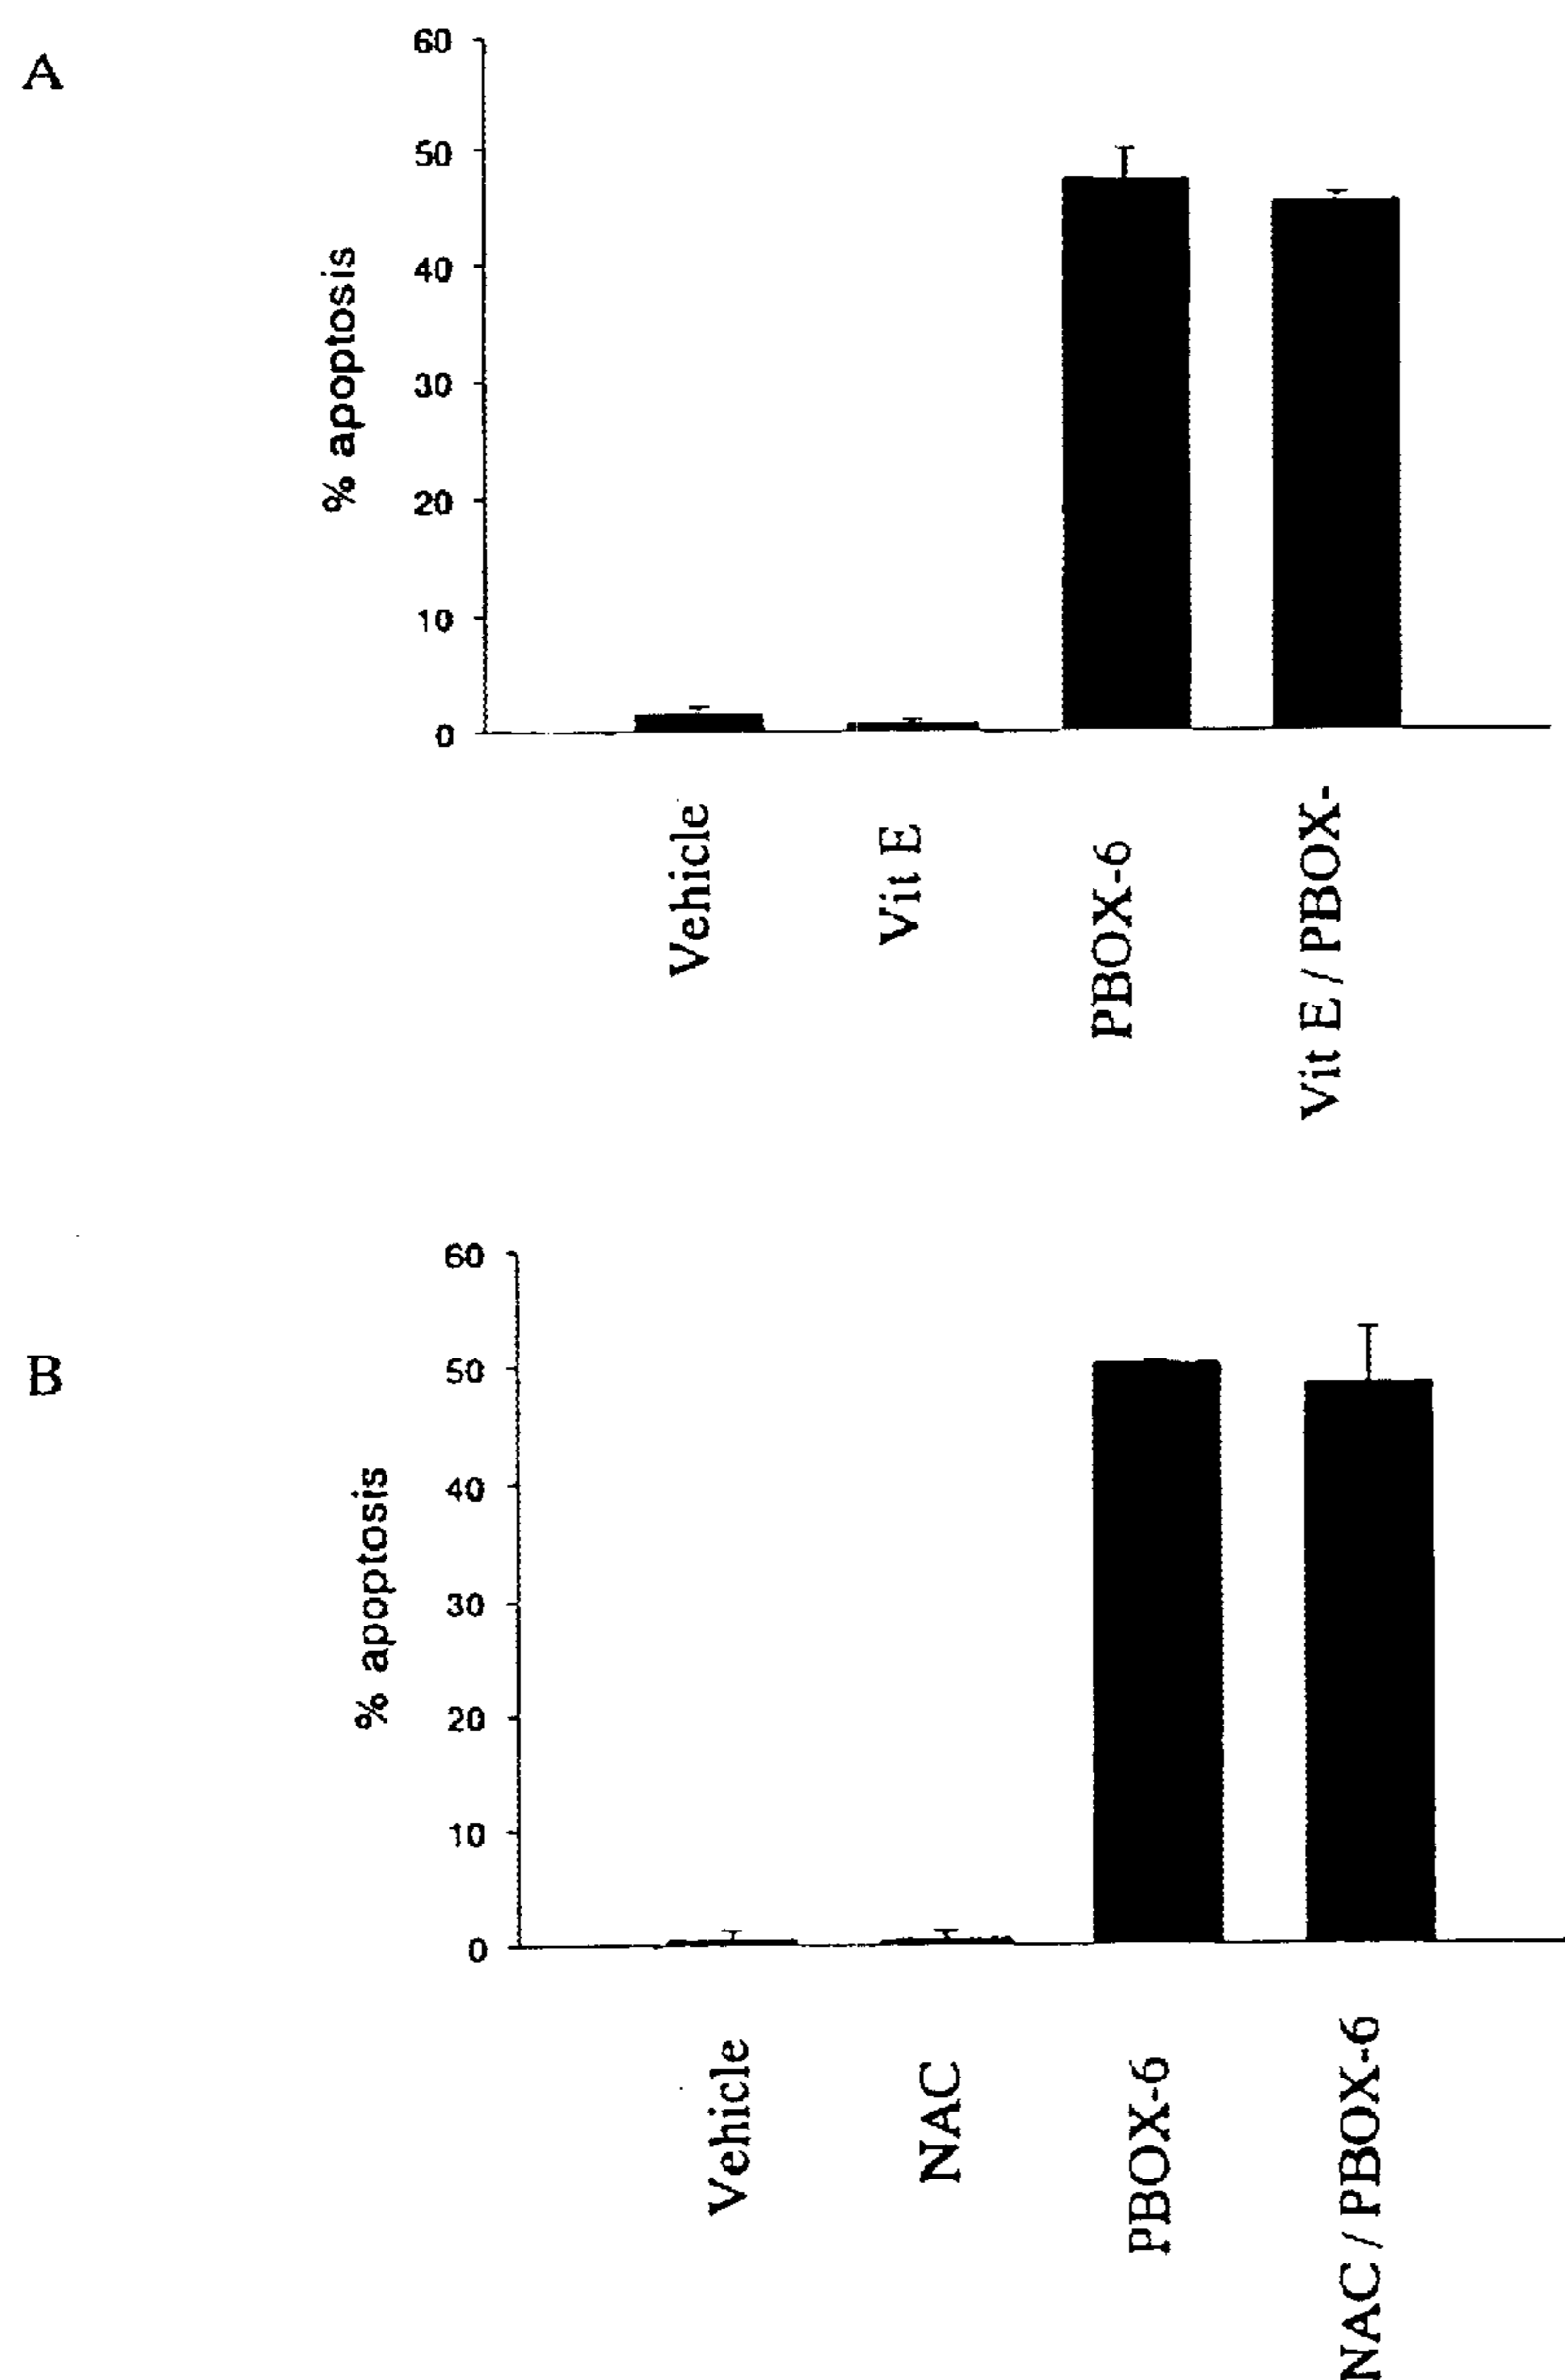 A
60
50
40
30
20
10
0
% apoptosis
Vehicle
Vit E
PBOX-6
Vit E / PBOX-
B
60
50
40
30
20
10
0
% apoptosis
Vehicle
NAC
PBOX-6
NAC / PBOX-6